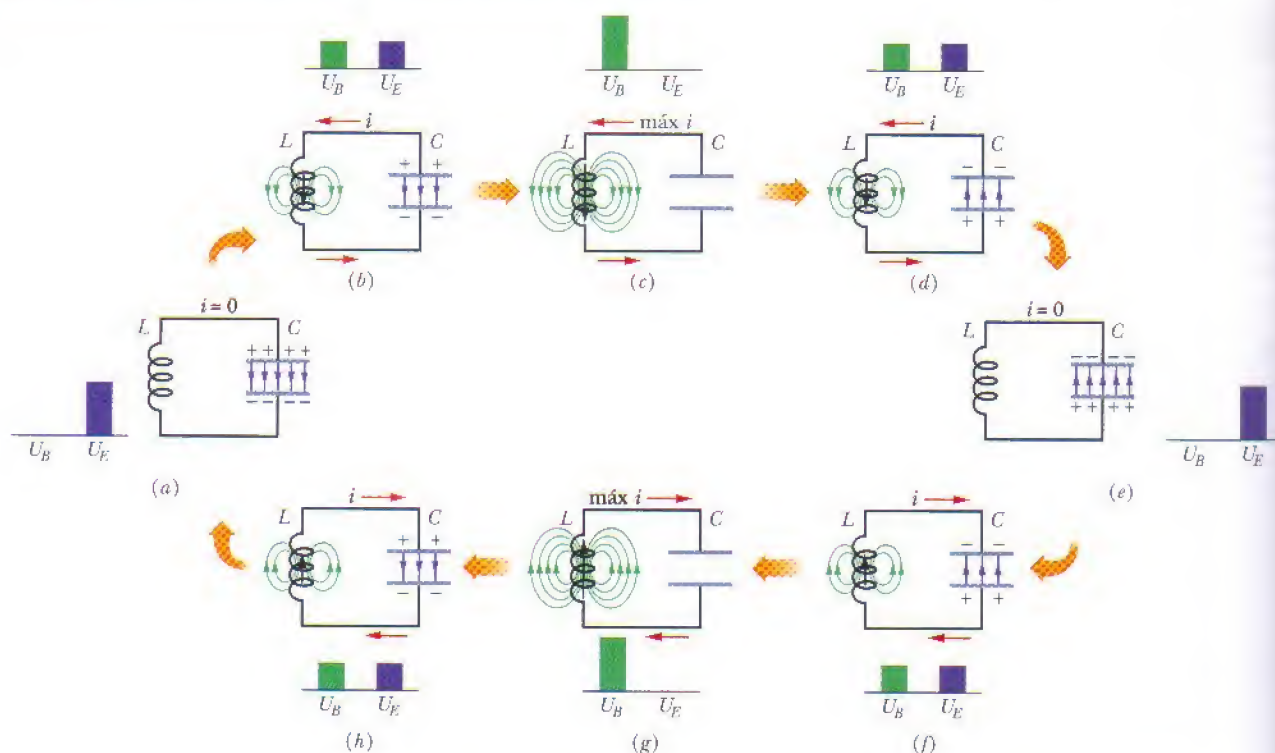 U_B U_E
i
L C
+ +
− −
(b)
U_B U_E
máx i
L C
(c)
U_B U_E
i
L C
− −
+ +
(d)
i = 0
L C
+ + + +
− − − −
U_B U_E
(a)
i = 0
L C
− − − −
+ + + +
U_B U_E
(e)
i
L C
+ +
− −
U_B U_E
(h)
máx i
L C
U_B U_E
(g)
i
L C
− −
+ +
U_B U_E
(f)